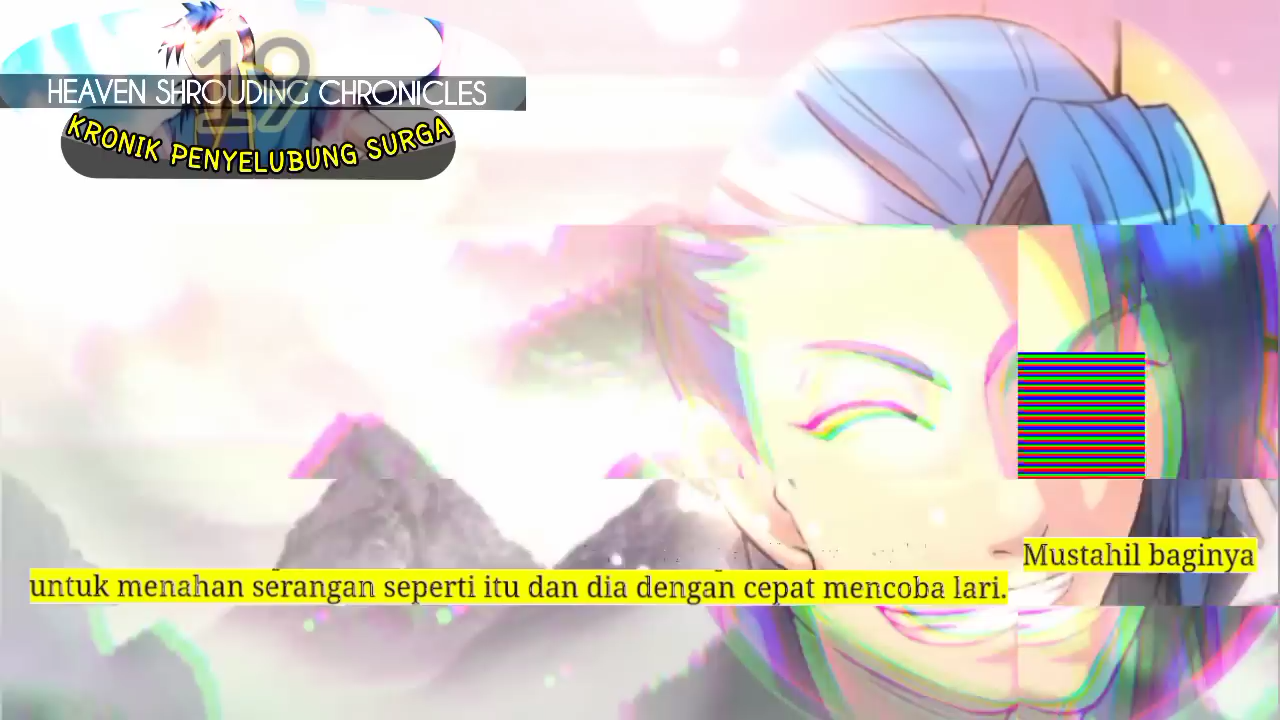 19
HEAVEN SHROUDING CHRONICLES
KRONIK PENYELUBUNG SURGA
Mustahil baginya
untuk menahan serangan seperti itu dan dia dengan cepat mencoba lari.